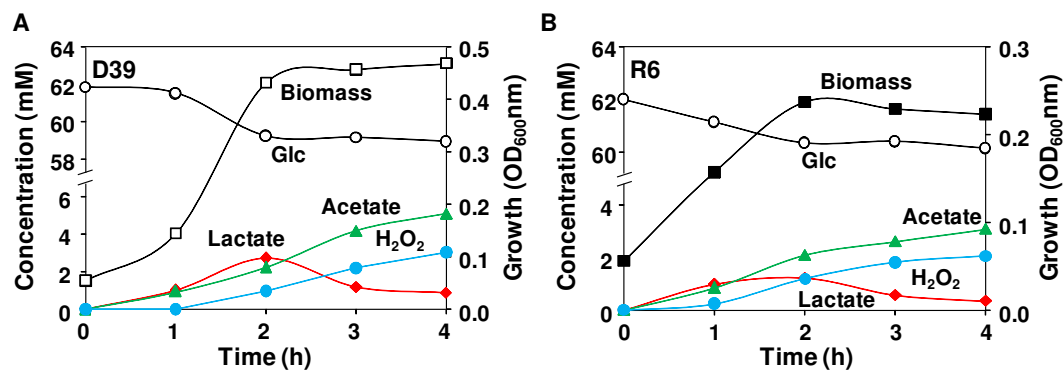 A
D39
64
62
60
58
6
4
2
0
Concentration (mM)
0.5
0.4
0.3
0.2
0.1
0.0
Growth (OD600nm)
Biomass
Glc
Acetate
Lactate
H2O2
0
1
2
3
4
Time (h)
B
R6
64
62
60
4
2
0
Concentration (mM)
0.3
0.2
0.1
0.0
Growth (OD600nm)
Biomass
Glc
Acetate
H2O2
Lactate
0
1
2
3
4
Time (h)